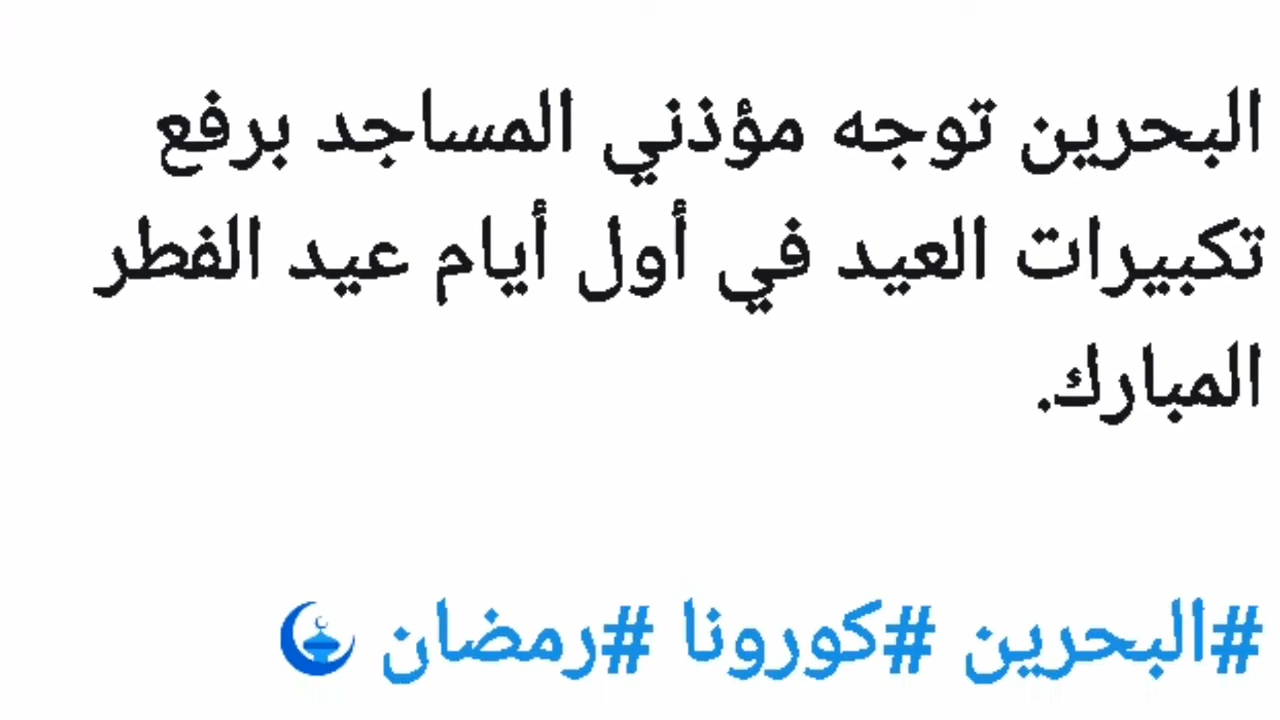 البحرين توجه مؤذني المساجد برفع
تكبيرات العيد في أول أيام عيد الفطر
المبارك.
#البحرين #كورونا #رمضان